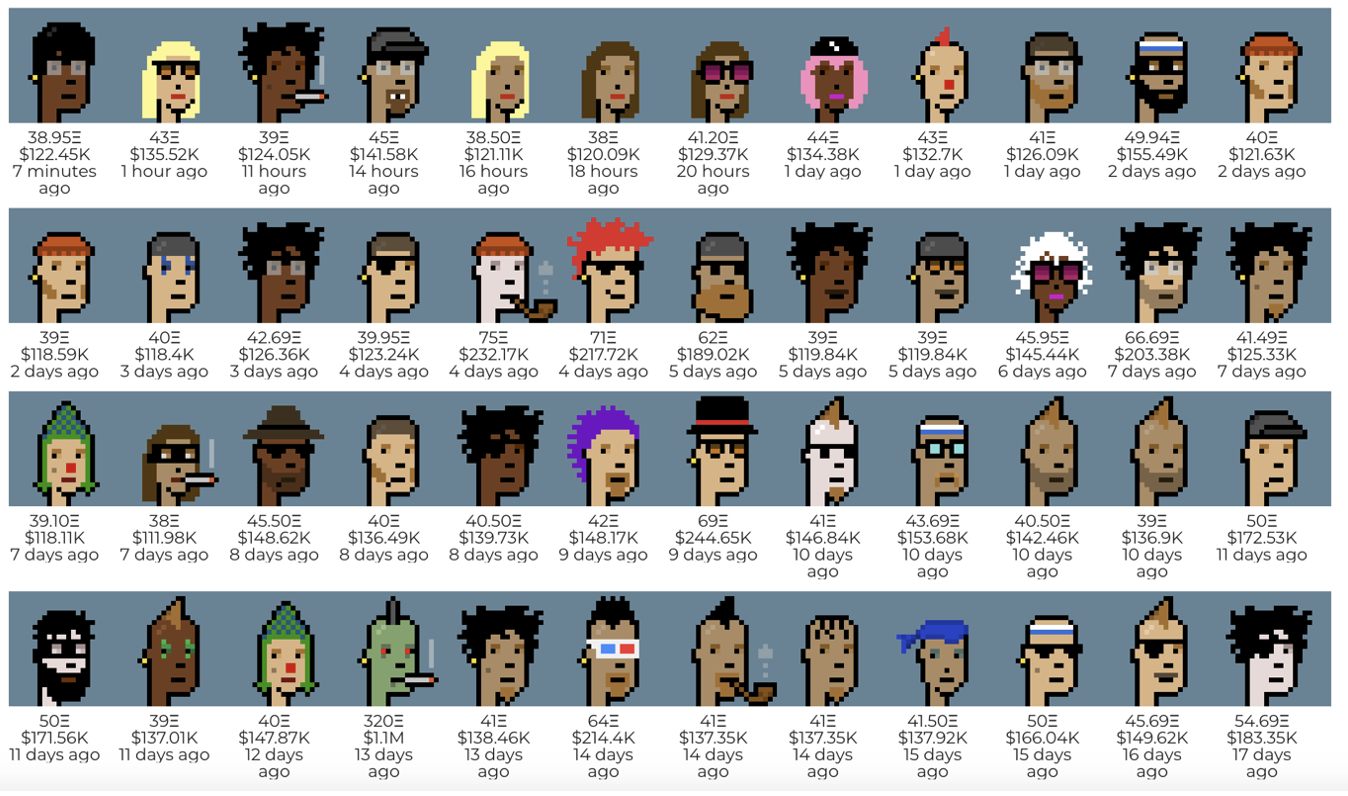 38.95Ξ 43Ξ 39Ξ 45Ξ 38.50Ξ 38Ξ 41.20Ξ 44Ξ 43Ξ 41Ξ 49.94Ξ 40Ξ
$122.45K $135.52K $124.05K $141.58K $121.11K $120.09K $129.37K $134.38K $132.7K $126.09K $155.49K $121.63K
7 minutes 1 hour ago 11 hours 14 hours 16 hours 18 hours 20 hours 1 day ago 1 day ago 1 day ago 2 days ago 2 days ago
ago ago ago ago ago ago
39Ξ 40Ξ 42.69Ξ 39.95Ξ 75Ξ 71Ξ 62Ξ 39Ξ 39Ξ 45.95Ξ 66.69Ξ 41.49Ξ
$118.59K $118.4K $126.36K $123.24K $232.17K $217.72K $189.02K $119.84K $119.84K $145.44K $203.38K $125.33K
2 days ago 3 days ago 3 days ago 4 days ago 4 days ago 4 days ago 5 days ago 5 days ago 5 days ago 6 days ago 7 days ago 7 days ago
39.10Ξ 38Ξ 45.50Ξ 40Ξ 40.50Ξ 42Ξ 69Ξ 41Ξ 43.69Ξ 40.50Ξ 39Ξ 50Ξ
$118.11K $111.98K $148.62K $136.49K $139.73K $148.17K $244.65K $146.84K $153.68K $142.46K $136.9K $172.53K
7 days ago 7 days ago 8 days ago 8 days ago 8 days ago 9 days ago 9 days ago 10 days 10 days 10 days 10 days 11 days ago
ago ago ago ago
50Ξ 39Ξ 40Ξ 320Ξ 41Ξ 64Ξ 41Ξ 41Ξ 41.50Ξ 50Ξ 45.69Ξ 54.69Ξ
$171.56K $137.01K $147.87K $1.1M $138.46K $214.4K $137.35K $137.35K $137.92K $166.04K $149.62K $183.35K
11 days ago 11 days ago 12 days 13 days 13 days 14 days 14 days 14 days 15 days 15 days 16 days 17 days
ago ago ago ago ago ago ago ago ago ago